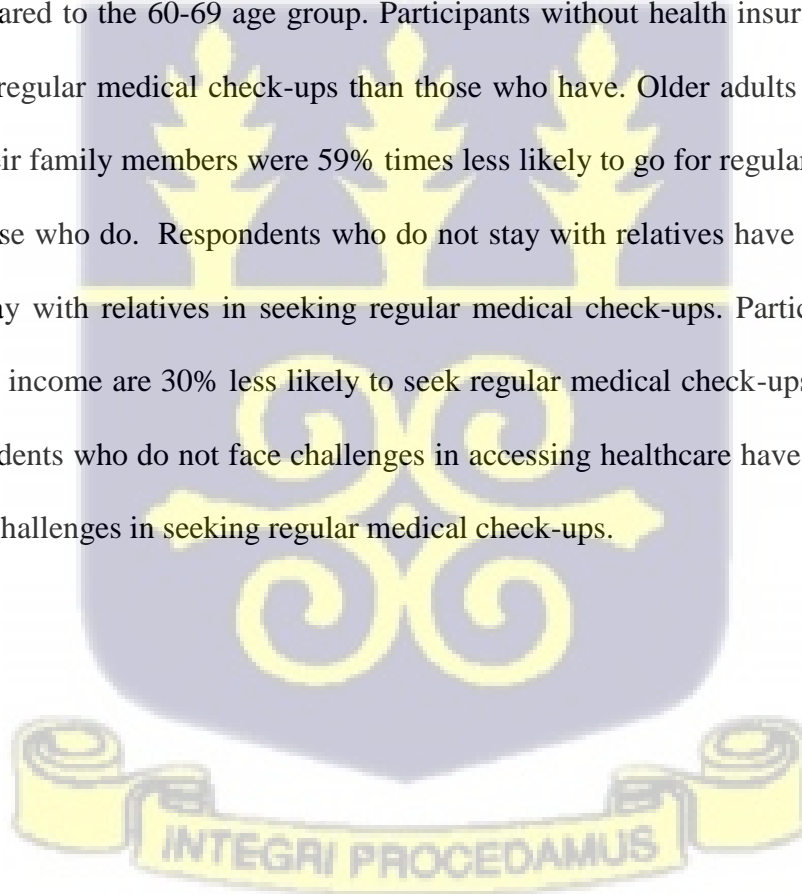 ared to the 60-69 age group. Participants without health insur
regular medical check-ups than those who have. Older adults
eir family members were 59% times less likely to go for regular
se who do. Respondents who do not stay with relatives have
ay with relatives in seeking regular medical check-ups. Partic
income are 30% less likely to seek regular medical check-ups
dents who do not face challenges in accessing healthcare have
hallenges in seeking regular medical check-ups.
INTEGRI PROCEDAMUS